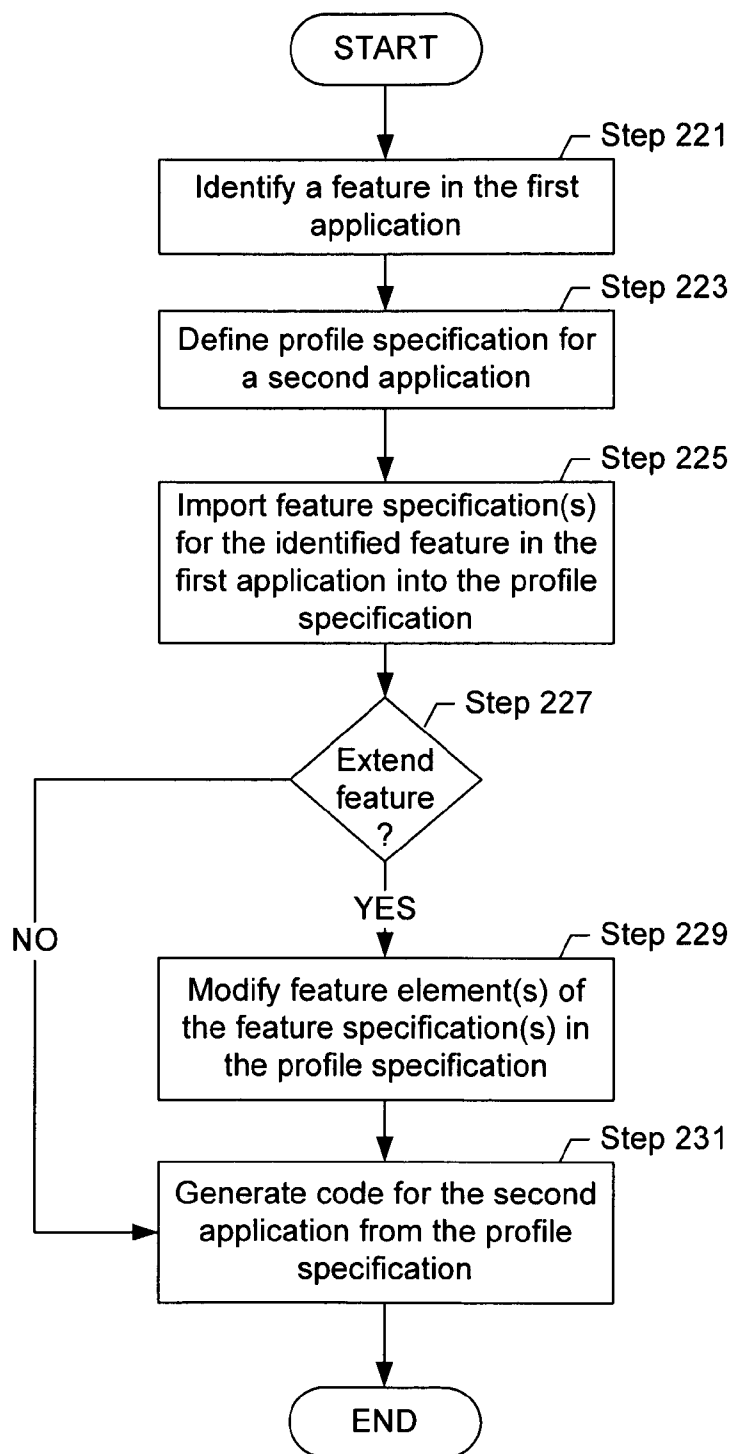 START
Step 221
Identify a feature in the first
application
Step 223
Define profile specification for
a second application
Step 225
Import feature specification(s)
for the identified feature in the
first application into the profile
specification
Step 227
Extend
feature
?
YES
NO
Step 229
Modify feature element(s) of
the feature specification(s) in
the profile specification
Step 231
Generate code for the second
application from the profile
specification
END